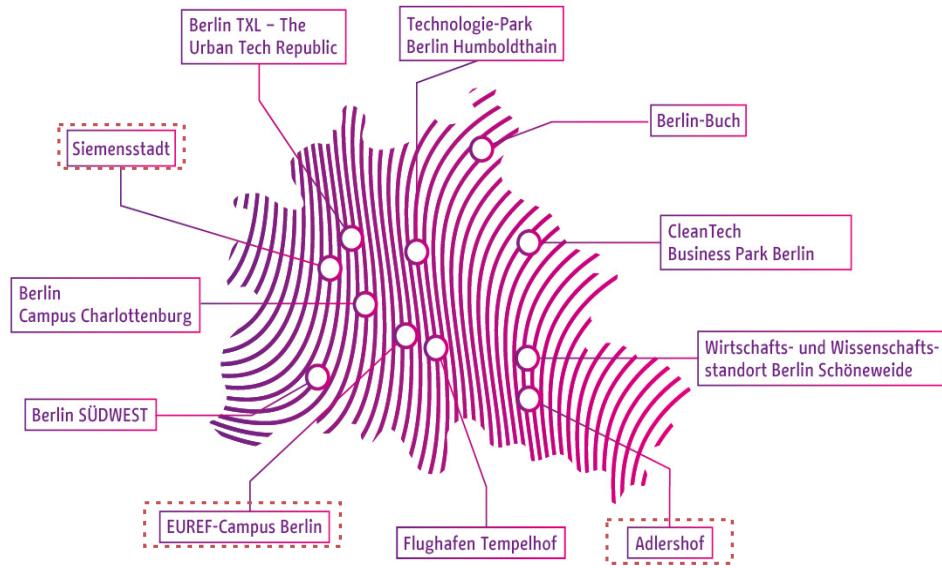 Berlin TXL – The
Urban Tech Republic
Technologie-Park
Berlin Humboldthain
Berlin-Buch
Siemensstadt
CleanTech
Business Park Berlin
Berlin
Campus Charlottenburg
Wirtschafts- und Wissenschafts-
standort Berlin Schöneweide
Berlin SÜDWEST
EUREF-Campus Berlin
Flughafen Tempelhof
Adlershof